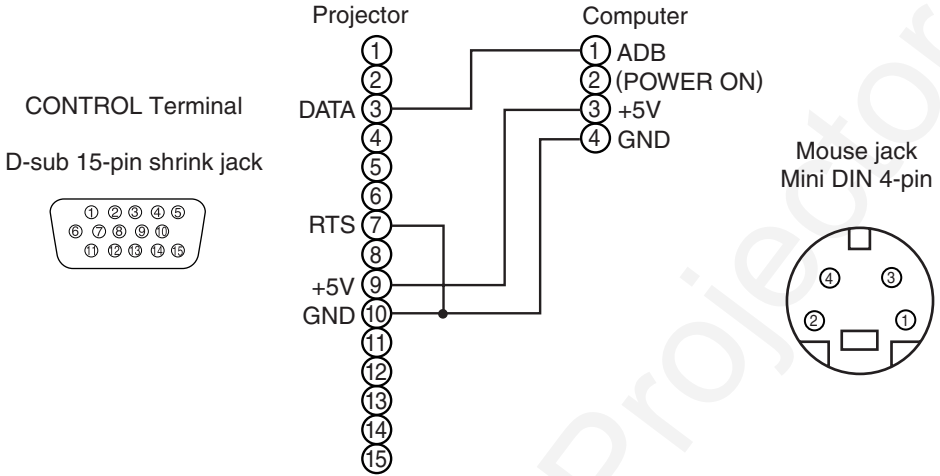 Projector
Computer
CONTROL Terminal
D-sub 15-pin shrink jack
① ② ③ ④ ⑤
⑥ ⑦ ⑧ ⑨ ⑩
⑪ ⑫ ⑬ ⑭ ⑮
①
②
DATA ③
④
⑤
⑥
RTS ⑦
⑧
+5V ⑨
GND ⑩
⑪
⑫
⑬
⑭
⑮
① ADB
② (POWER ON)
③ +5V
④ GND
Mouse jack
Mini DIN 4-pin
④ ③
② ①
Projector